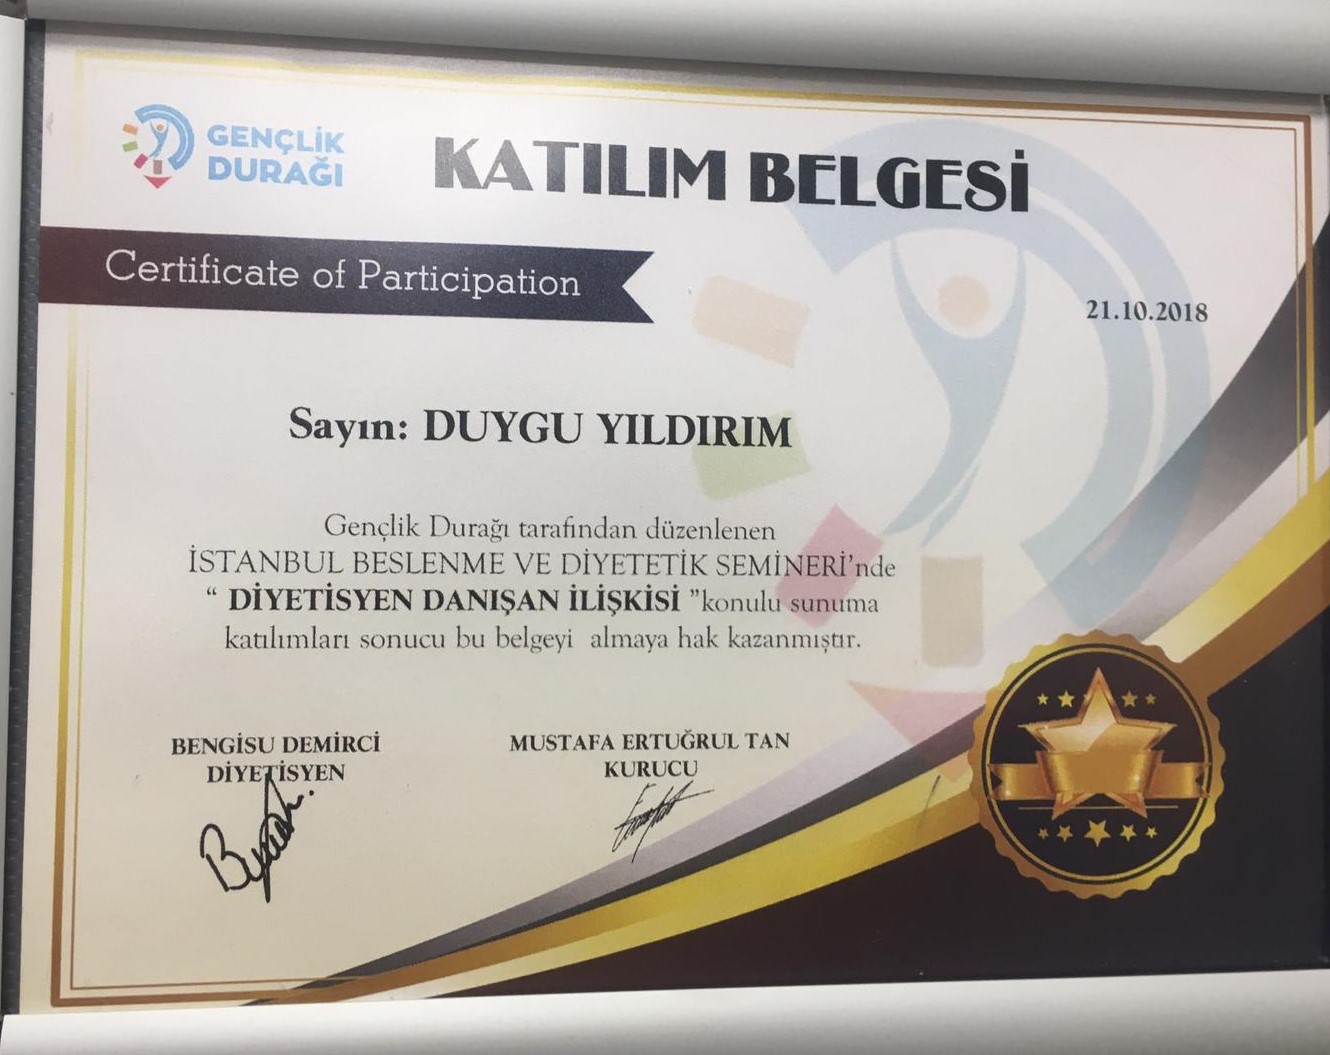 GENÇLİK
DURAĞI
KATILIM BELGESİ
Certificate of Participation
21.10.2018
Sayın: DUYGU YILDIRIM
Gençlik Durağı tarafından düzenlenen
İSTANBUL BESLENME VE DİYETETİK SEMİNERİ'nde
“ DİYETİSYEN DANIŞAN İLİŞKİSİ ”konulu sunuma
katılımları sonucu bu belgeyi almaya hak kazanmıştır.
BENGİSU DEMİRCİ
DİYETİSYEN
MUSTAFA ERTUĞRUL TAN
KURUCU